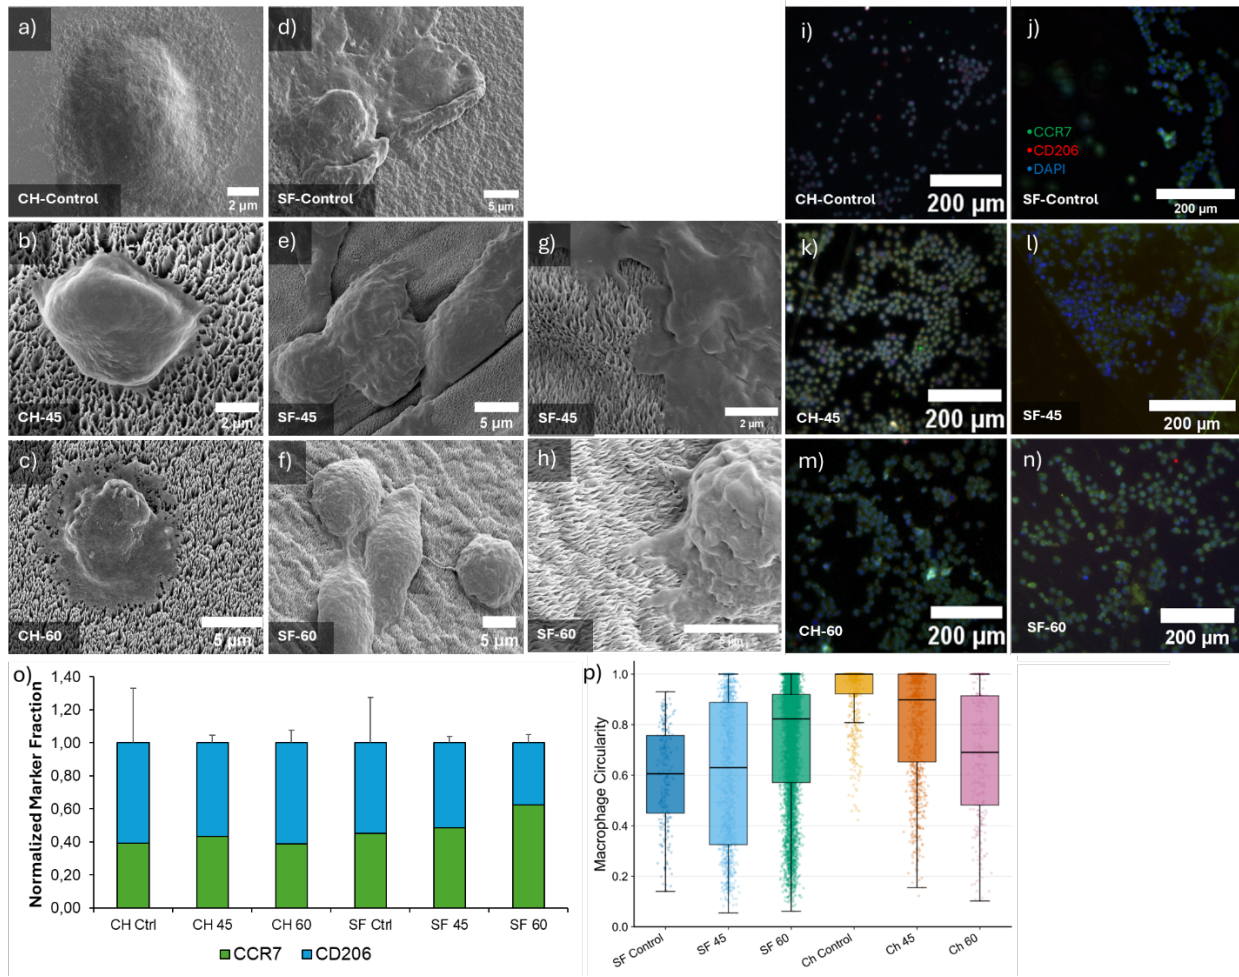 a)
2 µm
CH-Control
d)
5 µm
SF-Control
i)
200 µm
CH-Control
j)
•CCR7
•CD206
•DAPI
200 µm
SF-Control
b)
2 µm
CH-45
e)
5 µm
SF-45
g)
2 µm
SF-45
k)
200 µm
CH-45
l)
200 µm
SF-45
c)
5 µm
CH-60
f)
5 µm
SF-60
h)
5 µm
SF-60
m)
200 µm
CH-60
n)
200 µm
SF-60
o)
Normalized Marker Fraction
1,40
1,20
1,00
0,80
0,60
0,40
0,20
0,00
CH Ctrl CH 45 CH 60 SF Ctrl SF 45 SF 60
CCR7 CD206
p)
Macrophage Circularity
1.0
0.8
0.6
0.4
0.2
0.0
SF Control SF 45 SF 60 Ch Control Ch 45 Ch 60